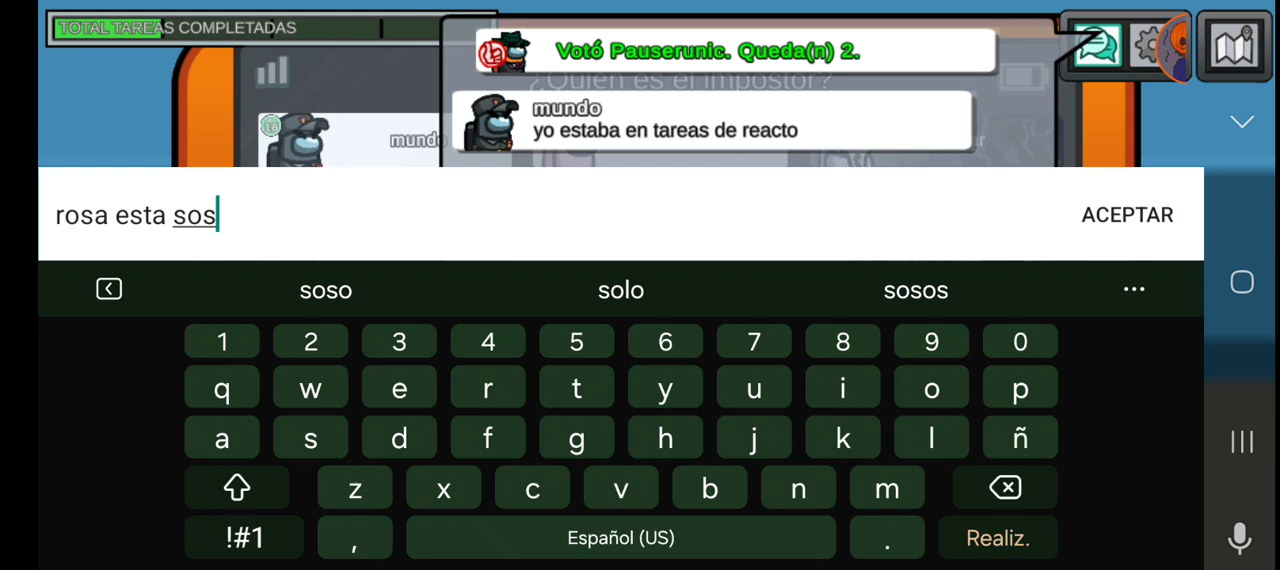 TOTAL TAREAS COMPLETADAS
Votó Pauserunic. Queda(n) 2.
¿Quién es el impostor?
16
mundo
mundo
yo estaba en tareas de reacto
rosa esta sos
ACEPTAR
soso solo sosos ...
1 2 3 4 5 6 7 8 9 0
q w e r t y u i o p
a s d f g h j k l ñ
z x c v b n m
!#1 , Español (US) . Realiz.